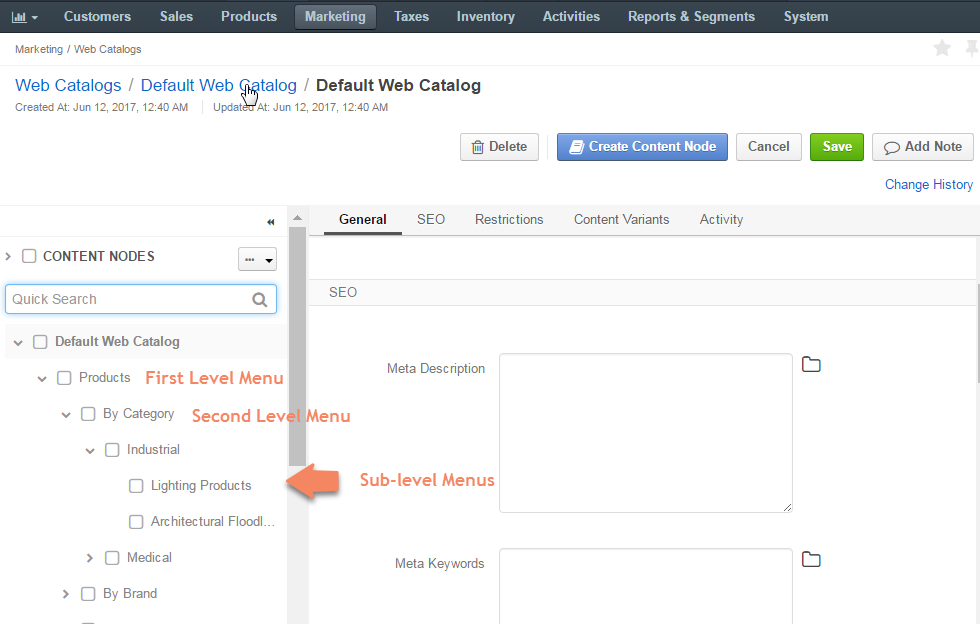 Customers Sales Products Marketing Taxes Inventory Activities Reports & Segments System
Marketing / Web Catalogs
Web Catalogs / Default Web Catalog / Default Web Catalog
Created At: Jun 12, 2017, 12:40 AM Updated At: Jun 12, 2017, 12:40 AM
Delete Create Content Node Cancel Save Add Note
Change History
General SEO Restrictions Content Variants Activity
CONTENT NODES
Quick Search
SEO
Default Web Catalog
Meta Description
Products First Level Menu
By Category Second Level Menu
Industrial
Lighting Products Sub-level Menus
Architectural Floodl...
Medical
Meta Keywords
By Brand